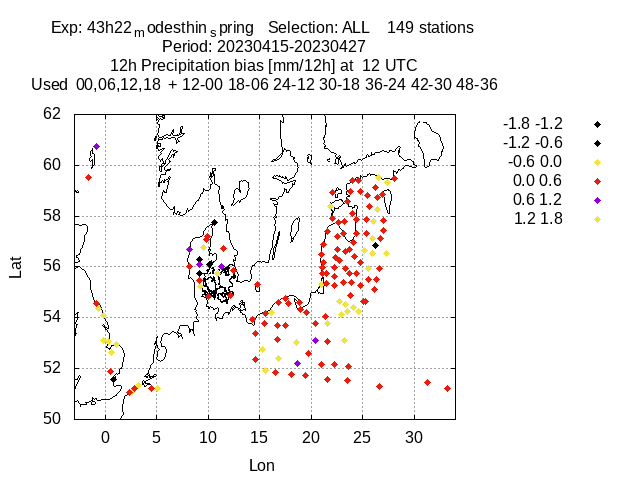 Exp: 43h22modesthinspring   Selection: ALL    149 stations
Period: 20230415-20230427
12h Precipitation bias [mm/12h] at  12 UTC
Used  00,06,12,18  + 12-00 18-06 24-12 30-18 36-24 42-30 48-36
62
60
58
56
54
52
50
Lat
0 5 10 15 20 25 30
Lon
-1.8 -1.2
-1.2 -0.6
-0.6 0.0
0.0 0.6
0.6 1.2
1.2 1.8